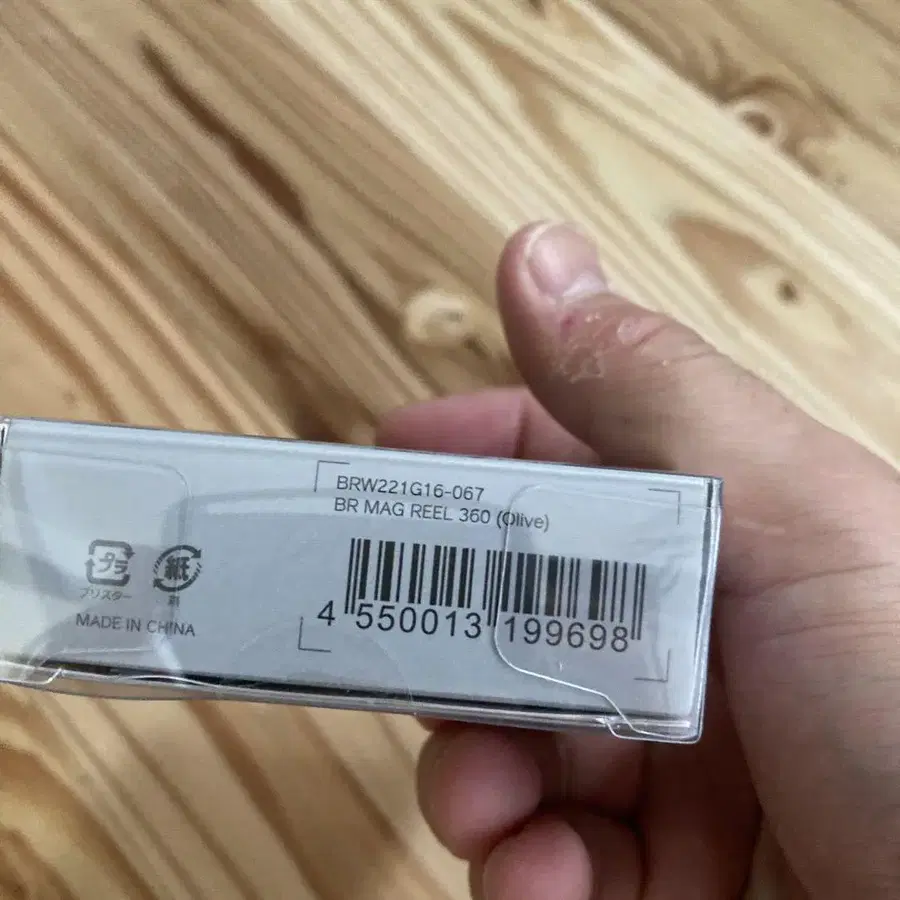 BRW221G16-067
BR MAG REEL 360 (Olive)
プラ
紙
ブリスター
MADE IN CHINA
4 550013 199698